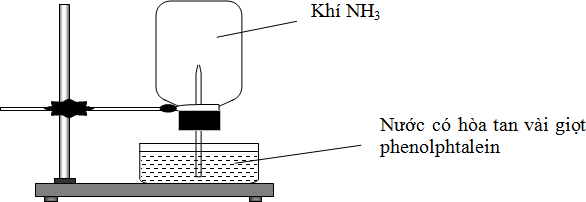 Khí NH3
Nước có hòa tan vài giọt
phenolphtalein